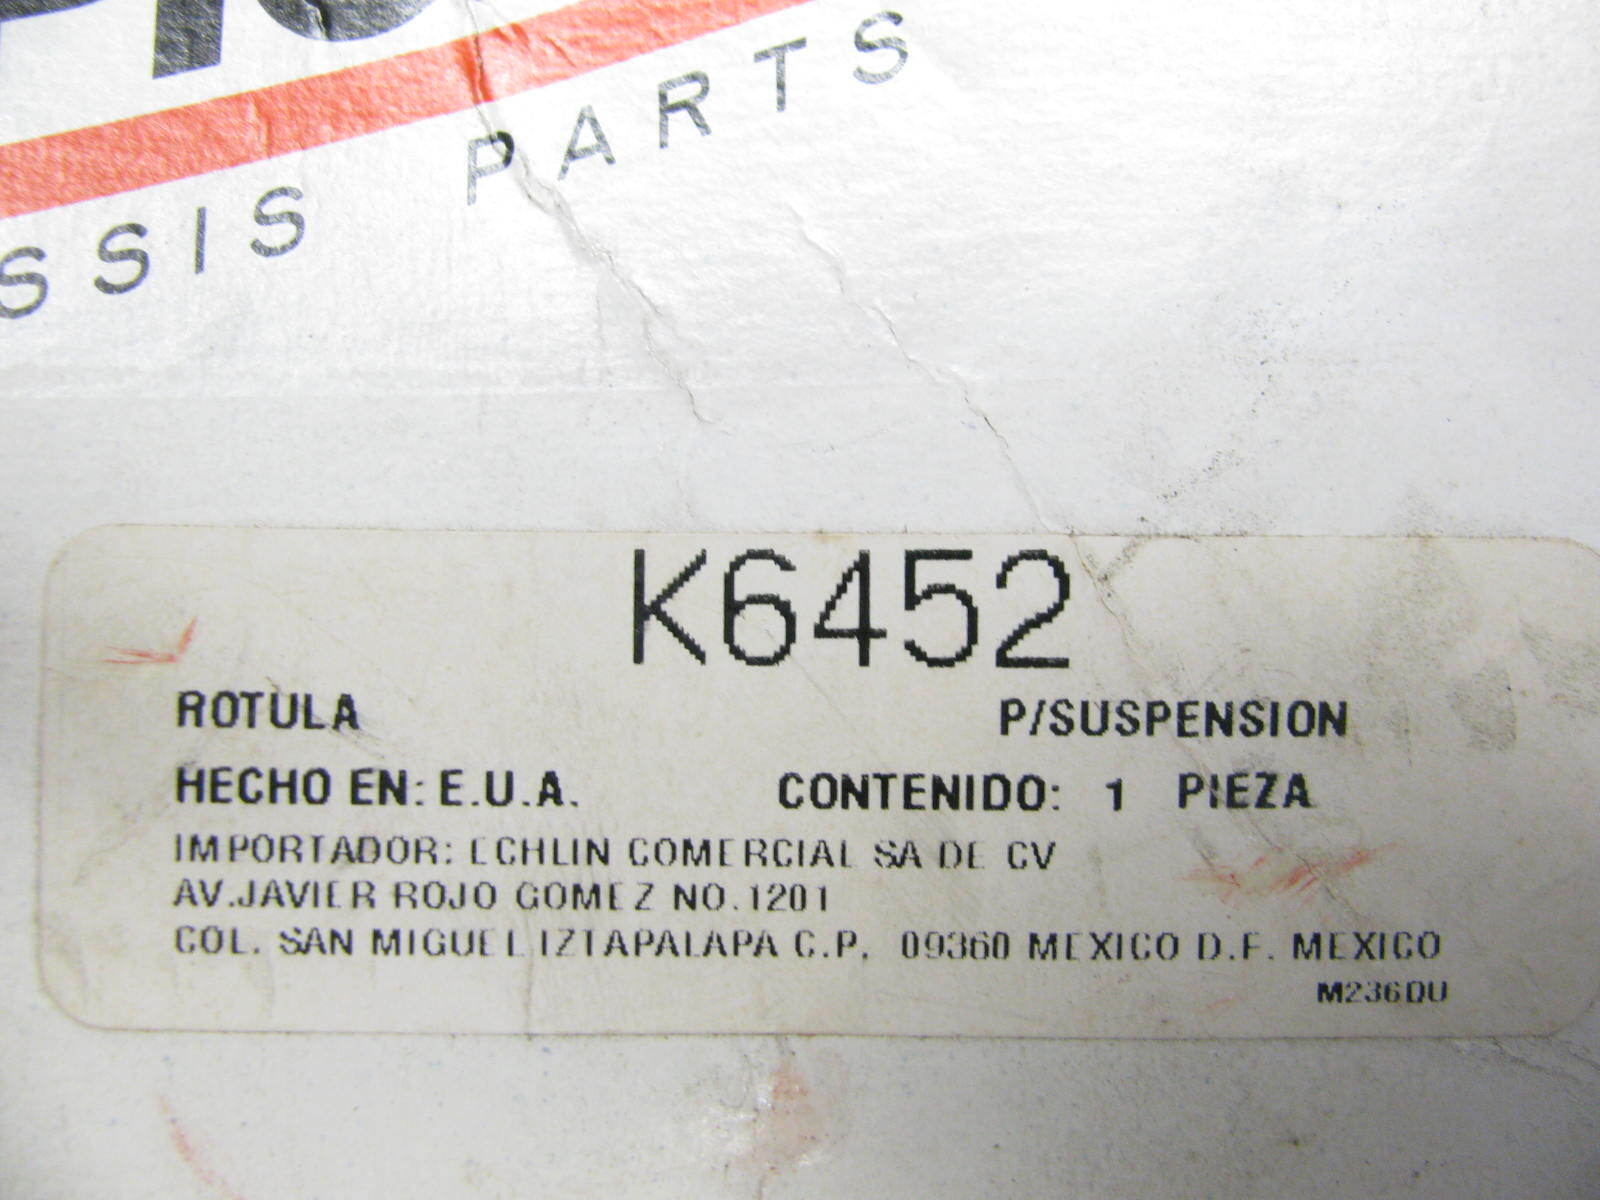 SSIS PARTS
K6452
ROTULA P/SUSPENSION
HECHO EN: E.U.A. CONTENIDO: 1 PIEZA
IMPORTADOR: ECHLIN COMERCIAL SA DE CV
AV.JAVIER ROJO GOMEZ NO.1201
COL. SAN MIGUEL IZTAPALAPA C.P. 09360 MEXICO D.F. MEXICO
M236DU